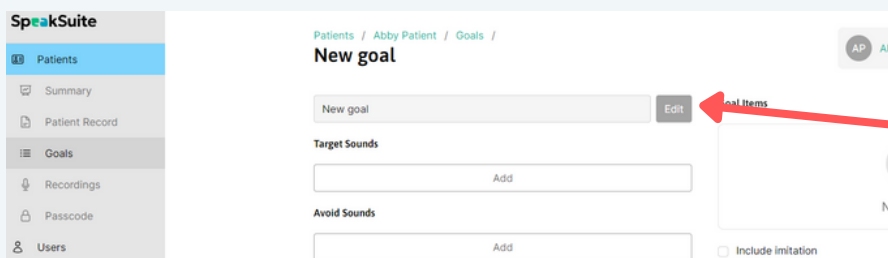 SpeakSuite
Patients
Summary
Patient Record
Goals
Recordings
Passcode
Users
Patients / Abby Patient / Goals /
New goal
AP
New goal
Edit
Target Sounds
Add
Avoid Sounds
Add
Items
Include imitation